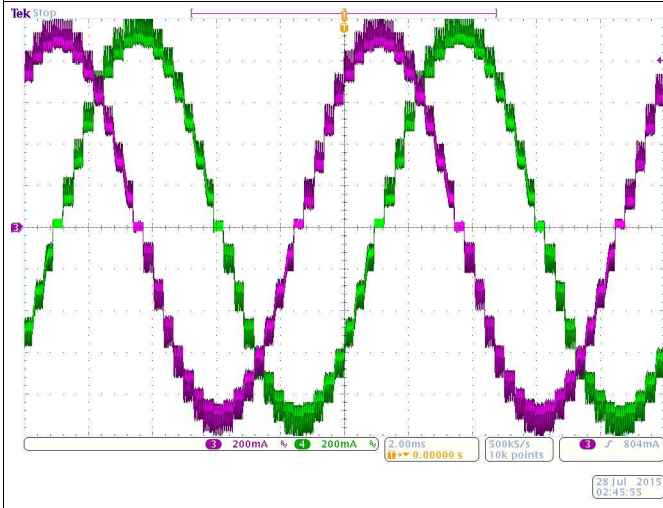 Tek Stop
T
T
3
3 200mA 4 200mA 2.00ms 500kS/s 3 804mA
T 0.00000 s 10k points
28 Jul 2015
02:45:55